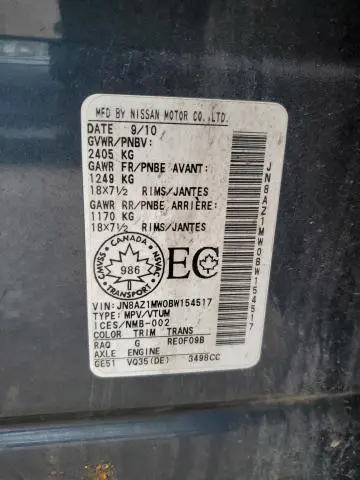 MFD BY NISSAN MOTOR CO.,LTD.
DATE 9/10
GVWR/PNBV:
2405 KG
GAWR FR/PNBE AVANT:
1249 KG
18X7½ RIMS/JANTES
GAWR RR/PNBE ARRIÈRE:
1170 KG
18X7½ RIMS/JANTES
CANADA
CMVSS
NSVAC
986
TRANSPORT
EC
VIN: JN8AZ1MW0BW154517
TYPE: MPV/VTUM
ICES/NMB-002
COLOR TRIM TRANS
RAQ G RE0F09B
AXLE ENGINE
GE51 VQ35(DE) 3498CC
JN8AZ1MW0BW154517